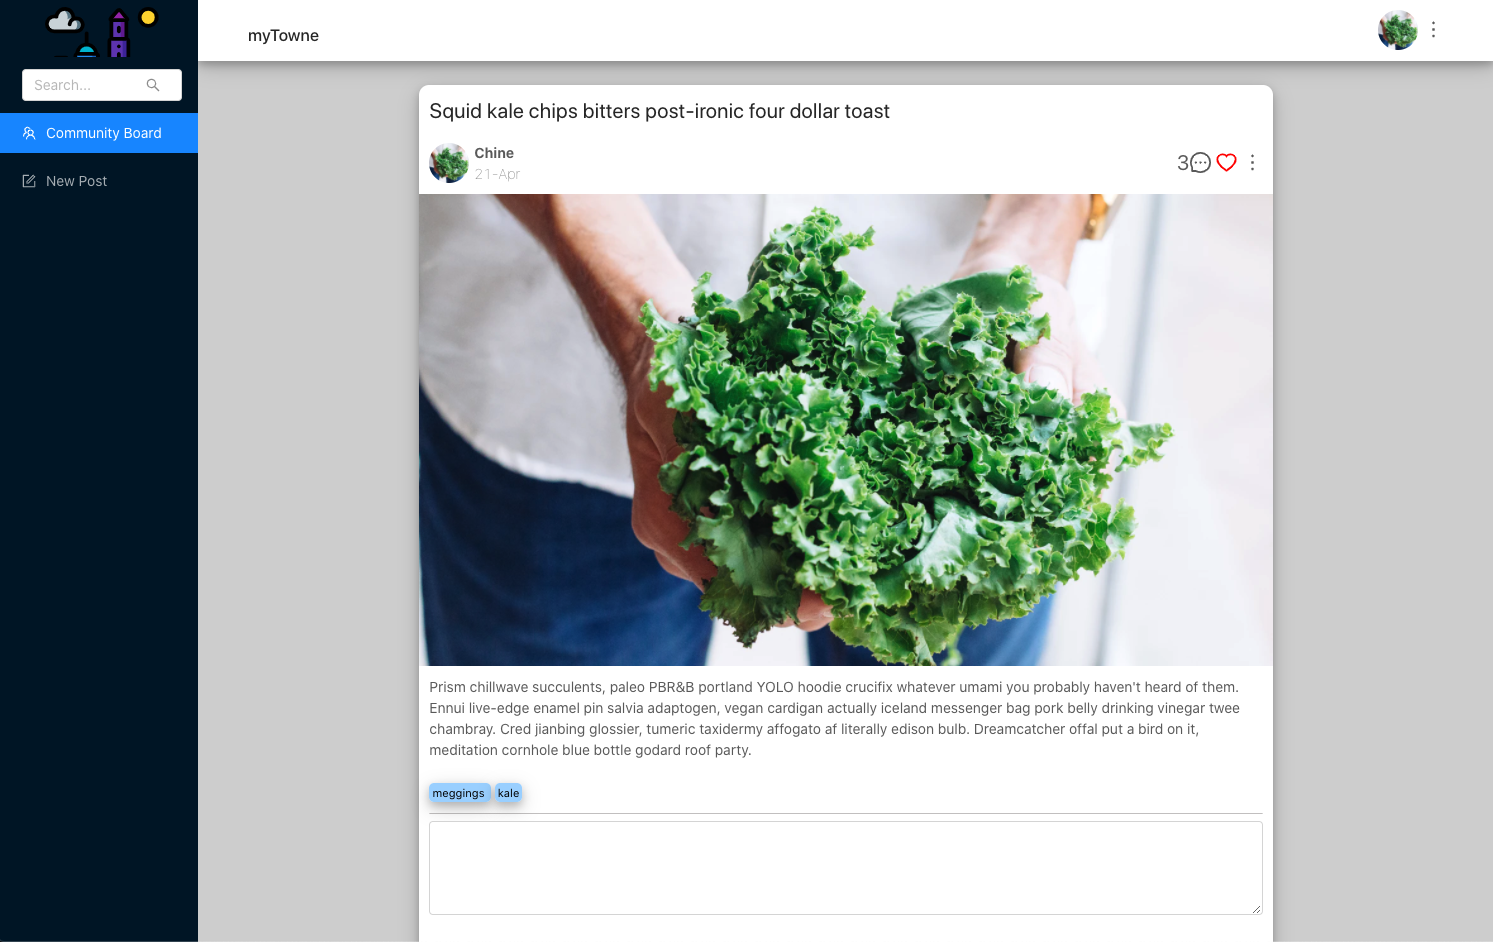 myTowne
Search...
Community Board
New Post
Squid kale chips bitters post-ironic four dollar toast
Chine
21-Apr
3
Prism chillwave succulents, paleo PBR&B portland YOLO hoodie crucifix whatever umami you probably haven't heard of them.
Ennui live-edge enamel pin salvia adaptogen, vegan cardigan actually iceland messenger bag pork belly drinking vinegar twee
chambray. Cred jianbing glossier, tumeric taxidermy affogato af literally edison bulb. Dreamcatcher offal put a bird on it,
meditation cornhole blue bottle godard roof party.
meggings kale